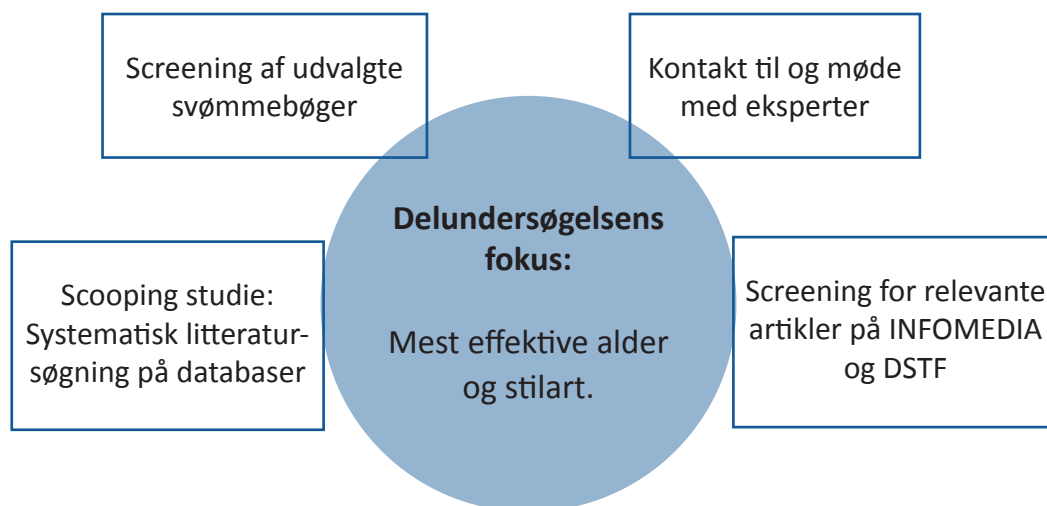 Screening af udvalgte
svømmebøger
Kontakt til og møde
med eksperter
Delundersøgelsens
fokus:
Mest effektive alder
og stilart.
Scooping studie:
Systematisk litteratur-
søgning på databaser
Screening for relevante
artikler på INFOMEDIA
og DSTF